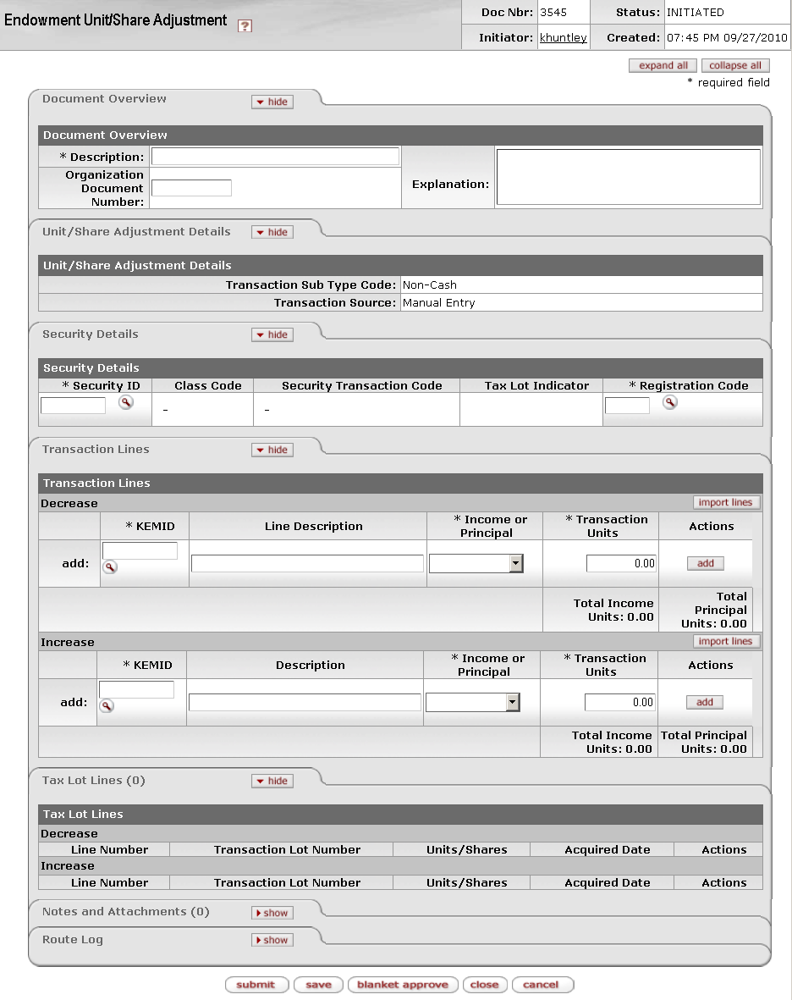 Endowment Unit/Share Adjustment ?
Doc Nbr: 3545 Status: INITIATED
Initiator: khuntley Created: 07:45 PM 09/27/2010
expand all collapse all
* required field
Document Overview hide
Document Overview
* Description:
Organization
Document
Number:
Explanation:
Unit/Share Adjustment Details hide
Unit/Share Adjustment Details
Transaction Sub Type Code: Non-Cash
Transaction Source: Manual Entry
Security Details hide
Security Details
* Security ID Class Code Security Transaction Code Tax Lot Indicator * Registration Code
- -
Transaction Lines hide
Transaction Lines
Decrease import lines
* KEMID Line Description * Income or Principal * Transaction Units Actions
add: 0.00 add
Total Income Units: 0.00 Total Principal Units: 0.00
Increase import lines
* KEMID Description * Income or Principal * Transaction Units Actions
add: 0.00 add
Total Income Units: 0.00 Total Principal Units: 0.00
Tax Lot Lines (0) hide
Tax Lot Lines
Decrease
Line Number Transaction Lot Number Units/Shares Acquired Date Actions
Increase
Line Number Transaction Lot Number Units/Shares Acquired Date Actions
Notes and Attachments (0) show
Route Log show
submit save blanket approve close cancel